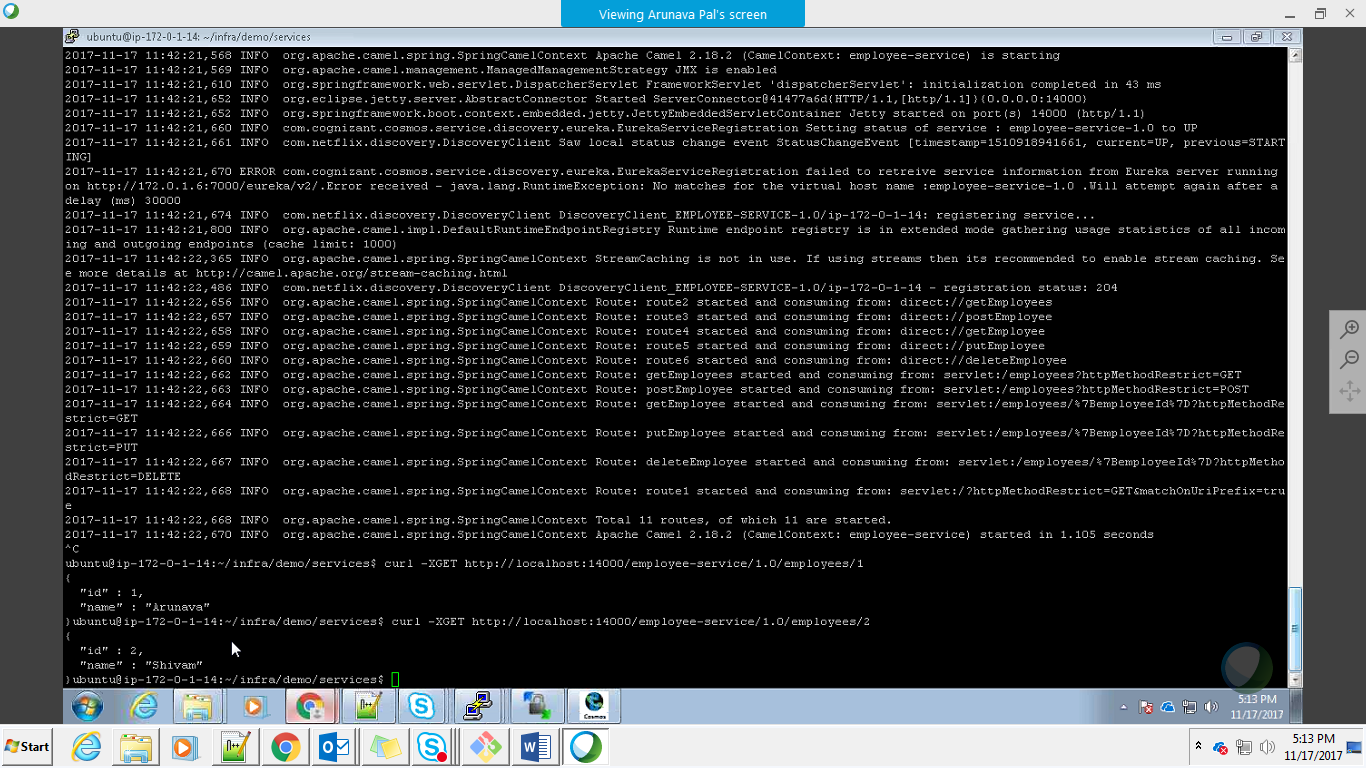 Viewing Arunava Pal's screen
ubuntu@ip-172-0-1-14: ~/infra/demo/services
2017-11-17 11:42:21,568 INFO  org.apache.camel.spring.SpringCamelContext Apache Camel 2.18.2 (CamelContext: employee-service) is starting
2017-11-17 11:42:21,569 INFO  org.apache.camel.management.ManagedManagementStrategy JMX is enabled
2017-11-17 11:42:21,610 INFO  org.springframework.web.servlet.DispatcherServlet FrameworkServlet 'dispatcherServlet': initialization completed in 43 ms
2017-11-17 11:42:21,652 INFO  org.eclipse.jetty.server.AbstractConnector Started ServerConnector@41477a6d{HTTP/1.1,[http/1.1]}{0.0.0.0:14000}
2017-11-17 11:42:21,652 INFO  org.springframework.boot.context.embedded.jetty.JettyEmbeddedServletContainer Jetty started on port(s) 14000 (http/1.1)
2017-11-17 11:42:21,660 INFO  com.cognizant.cosmos.service.discovery.eureka.EurekaServiceRegistration Setting status of service : employee-service-1.0 to UP
2017-11-17 11:42:21,661 INFO  com.netflix.discovery.DiscoveryClient Saw local status change event StatusChangeEvent [timestamp=1510918941661, current=UP, previous=START
ING]
2017-11-17 11:42:21,670 ERROR com.cognizant.cosmos.service.discovery.eureka.EurekaServiceRegistration failed to retreive service information from Eureka server running
on http://172.0.1.6:7000/eureka/v2/.Error received - java.lang.RuntimeException: No matches for the virtual host name :employee-service-1.0 .Will attempt again after a
delay (ms) 30000
2017-11-17 11:42:21,674 INFO  com.netflix.discovery.DiscoveryClient DiscoveryClient_EMPLOYEE-SERVICE-1.0/ip-172-0-1-14: registering service...
2017-11-17 11:42:21,800 INFO  org.apache.camel.impl.DefaultRuntimeEndpointRegistry Runtime endpoint registry is in extended mode gathering usage statistics of all incom
ing and outgoing endpoints (cache limit: 1000)
2017-11-17 11:42:22,365 INFO  org.apache.camel.spring.SpringCamelContext StreamCaching is not in use. If using streams then its recommended to enable stream caching. Se
e more details at http://camel.apache.org/stream-caching.html
2017-11-17 11:42:22,486 INFO  com.netflix.discovery.DiscoveryClient DiscoveryClient_EMPLOYEE-SERVICE-1.0/ip-172-0-1-14 - registration status: 204
2017-11-17 11:42:22,656 INFO  org.apache.camel.spring.SpringCamelContext Route: route2 started and consuming from: direct://getEmployees
2017-11-17 11:42:22,657 INFO  org.apache.camel.spring.SpringCamelContext Route: route3 started and consuming from: direct://postEmployee
2017-11-17 11:42:22,658 INFO  org.apache.camel.spring.SpringCamelContext Route: route4 started and consuming from: direct://getEmployee
2017-11-17 11:42:22,659 INFO  org.apache.camel.spring.SpringCamelContext Route: route5 started and consuming from: direct://putEmployee
2017-11-17 11:42:22,660 INFO  org.apache.camel.spring.SpringCamelContext Route: route6 started and consuming from: direct://deleteEmployee
2017-11-17 11:42:22,662 INFO  org.apache.camel.spring.SpringCamelContext Route: getEmployees started and consuming from: servlet:/employees?httpMethodRestrict=GET
2017-11-17 11:42:22,663 INFO  org.apache.camel.spring.SpringCamelContext Route: postEmployee started and consuming from: servlet:/employees?httpMethodRestrict=POST
2017-11-17 11:42:22,664 INFO  org.apache.camel.spring.SpringCamelContext Route: getEmployee started and consuming from: servlet:/employees/%7BemployeeId%7D?httpMethodRe
strict=GET
2017-11-17 11:42:22,666 INFO  org.apache.camel.spring.SpringCamelContext Route: putEmployee started and consuming from: servlet:/employees/%7BemployeeId%7D?httpMethodRe
strict=PUT
2017-11-17 11:42:22,667 INFO  org.apache.camel.spring.SpringCamelContext Route: deleteEmployee started and consuming from: servlet:/employees/%7BemployeeId%7D?httpMetho
dRestrict=DELETE
2017-11-17 11:42:22,668 INFO  org.apache.camel.spring.SpringCamelContext Route: route1 started and consuming from: servlet:/?httpMethodRestrict=GET&matchOnUriPrefix=tru
e
2017-11-17 11:42:22,668 INFO  org.apache.camel.spring.SpringCamelContext Total 11 routes, of which 11 are started.
2017-11-17 11:42:22,670 INFO  org.apache.camel.spring.SpringCamelContext Apache Camel 2.18.2 (CamelContext: employee-service) started in 1.105 seconds
^C
ubuntu@ip-172-0-1-14:~/infra/demo/services$ curl -XGET http://localhost:14000/employee-service/1.0/employees/1
{
  "id" : 1,
  "name" : "Arunava"
}ubuntu@ip-172-0-1-14:~/infra/demo/services$ curl -XGET http://localhost:14000/employee-service/1.0/employees/2
{
  "id" : 2,
  "name" : "Shivam"
}ubuntu@ip-172-0-1-14:~/infra/demo/services$
Cosmos
5:13 PM
11/17/2017
Start
5:13 PM
11/17/2017